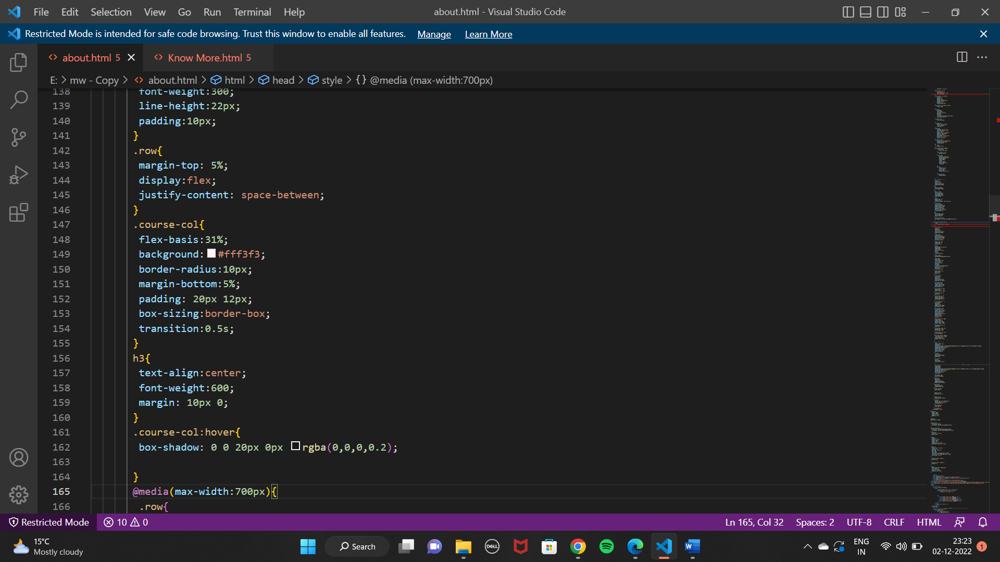 File Edit Selection View Go Run Terminal Help about.html - Visual Studio Code
Restricted Mode is intended for safe code browsing. Trust this window to enable all features. Manage Learn More
about.html 5 Know More.html 5
E: > mw - Copy > about.html > html > head > style > {} @media (max-width:700px)
138 font-weight:300;
139 line-height:22px;
140 padding:10px;
141 }
142 .row{
143 margin-top: 5%;
144 display:flex;
145 justify-content: space-between;
146 }
147 .course-col{
148 flex-basis:31%;
149 background: #fff3f3;
150 border-radius:10px;
151 margin-bottom:5%;
152 padding: 20px 12px;
153 box-sizing:border-box;
154 transition:0.5s;
155 }
156 h3{
157 text-align:center;
158 font-weight:600;
159 margin: 10px 0;
160 }
161 .course-col:hover{
162 box-shadow: 0 0 20px 0px rgba(0,0,0,0.2);
163
164 }
165 @media(max-width:700px){
166 .row{
Restricted Mode 10 0 Ln 165, Col 32 Spaces: 2 UTF-8 CRLF HTML
15°C
Mostly cloudy
Search
DELL
W
ENG
IN
23:23
02-12-2022
1